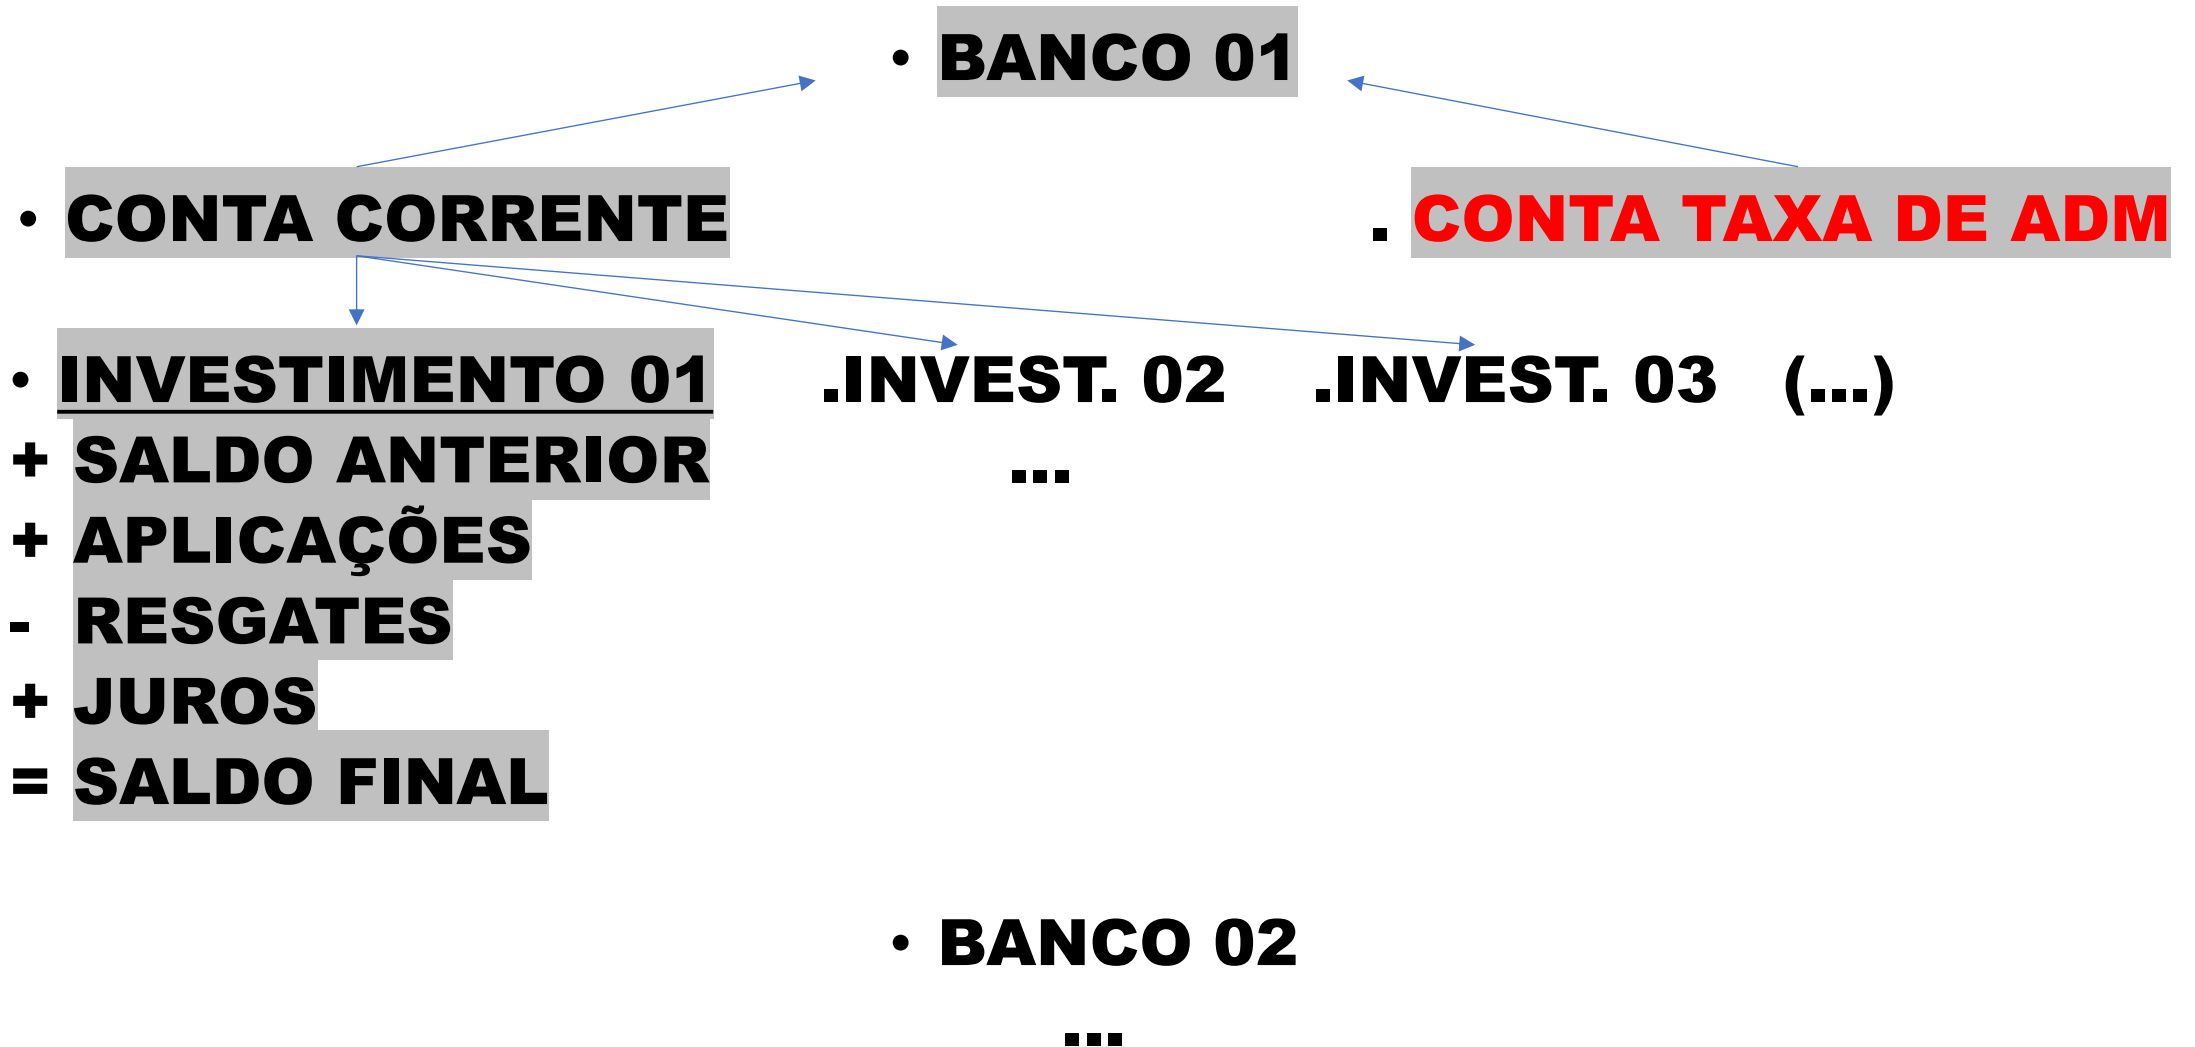 • BANCO 01
• CONTA CORRENTE . CONTA TAXA DE ADM
• INVESTIMENTO 01 .INVEST. 02 .INVEST. 03 (...)
+ SALDO ANTERIOR ...
+ APLICAÇÕES
- RESGATES
+ JUROS
= SALDO FINAL
• BANCO 02
...